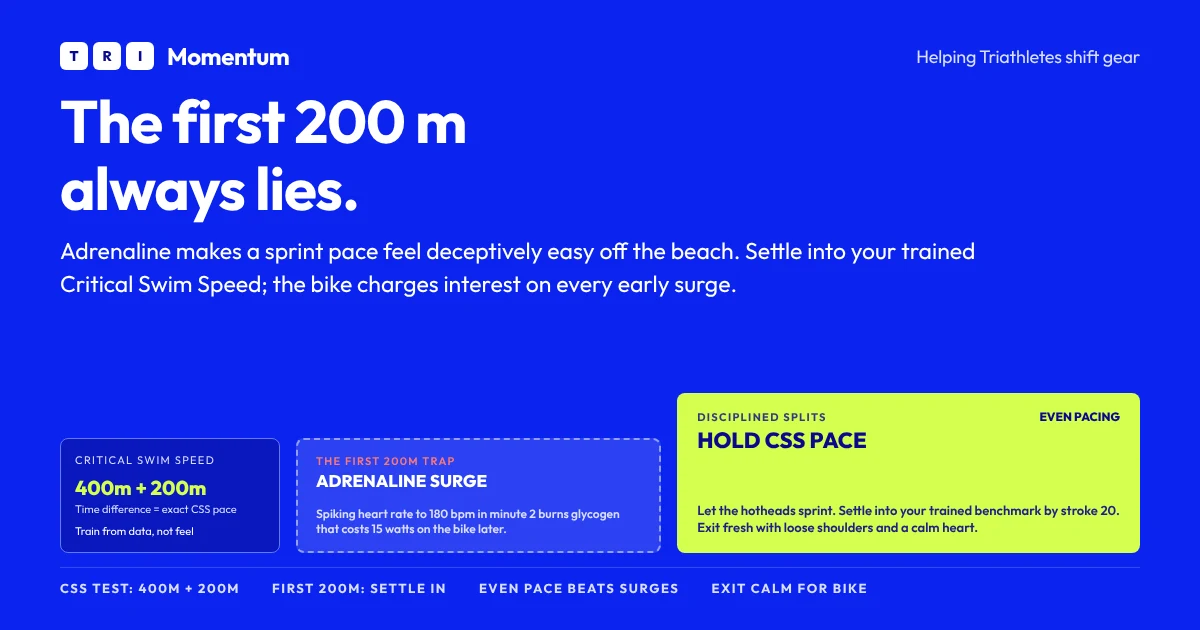 TRI Momentum
Helping Triathletes shift gear
The first 200 m
always lies.
Adrenaline makes a sprint pace feel deceptively easy off the beach. Settle into your trained
Critical Swim Speed; the bike charges interest on every early surge.
CRITICAL SWIM SPEED
400m + 200m
Time difference = exact CSS pace
Train from data, not feel
THE FIRST 200M TRAP
ADRENALINE SURGE
Spiking heart rate to 180 bpm in minute 2 burns glycogen
that costs 15 watts on the bike later.
DISCIPLINED SPLITS
EVEN PACING
HOLD CSS PACE
Let the hotheads sprint. Settle into your trained benchmark by stroke 20.
Exit fresh with loose shoulders and a calm heart.
CSS TEST: 400M + 200M
FIRST 200M: SETTLE IN
EVEN PACE BEATS SURGES
EXIT CALM FOR BIKE